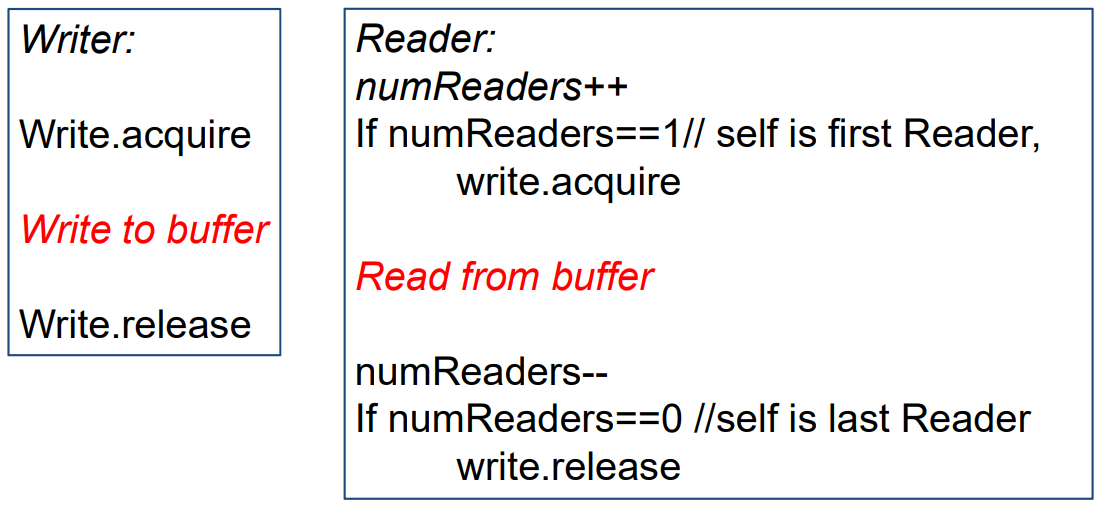 Writer:
Write.acquire
Write to buffer
Write.release
Reader:
numReaders++
If numReaders==1// self is first Reader,
write.acquire
Read from buffer
numReaders--
If numReaders==0 //self is last Reader
write.release